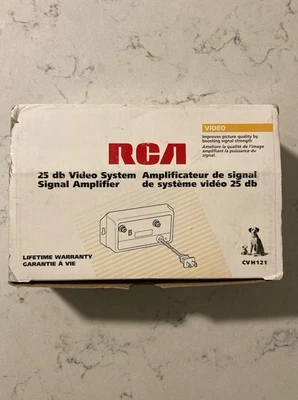 VIDEO
Improves picture quality by
boosting signal strength
Améliore la qualité de l'image
amplifiant la puissance du
signal.
RCA
25 db Video System
Signal Amplifier
Amplificateur de signal
de système vidéo 25 db
LIFETIME WARRANTY
GARANTIE À VIE
CVH121